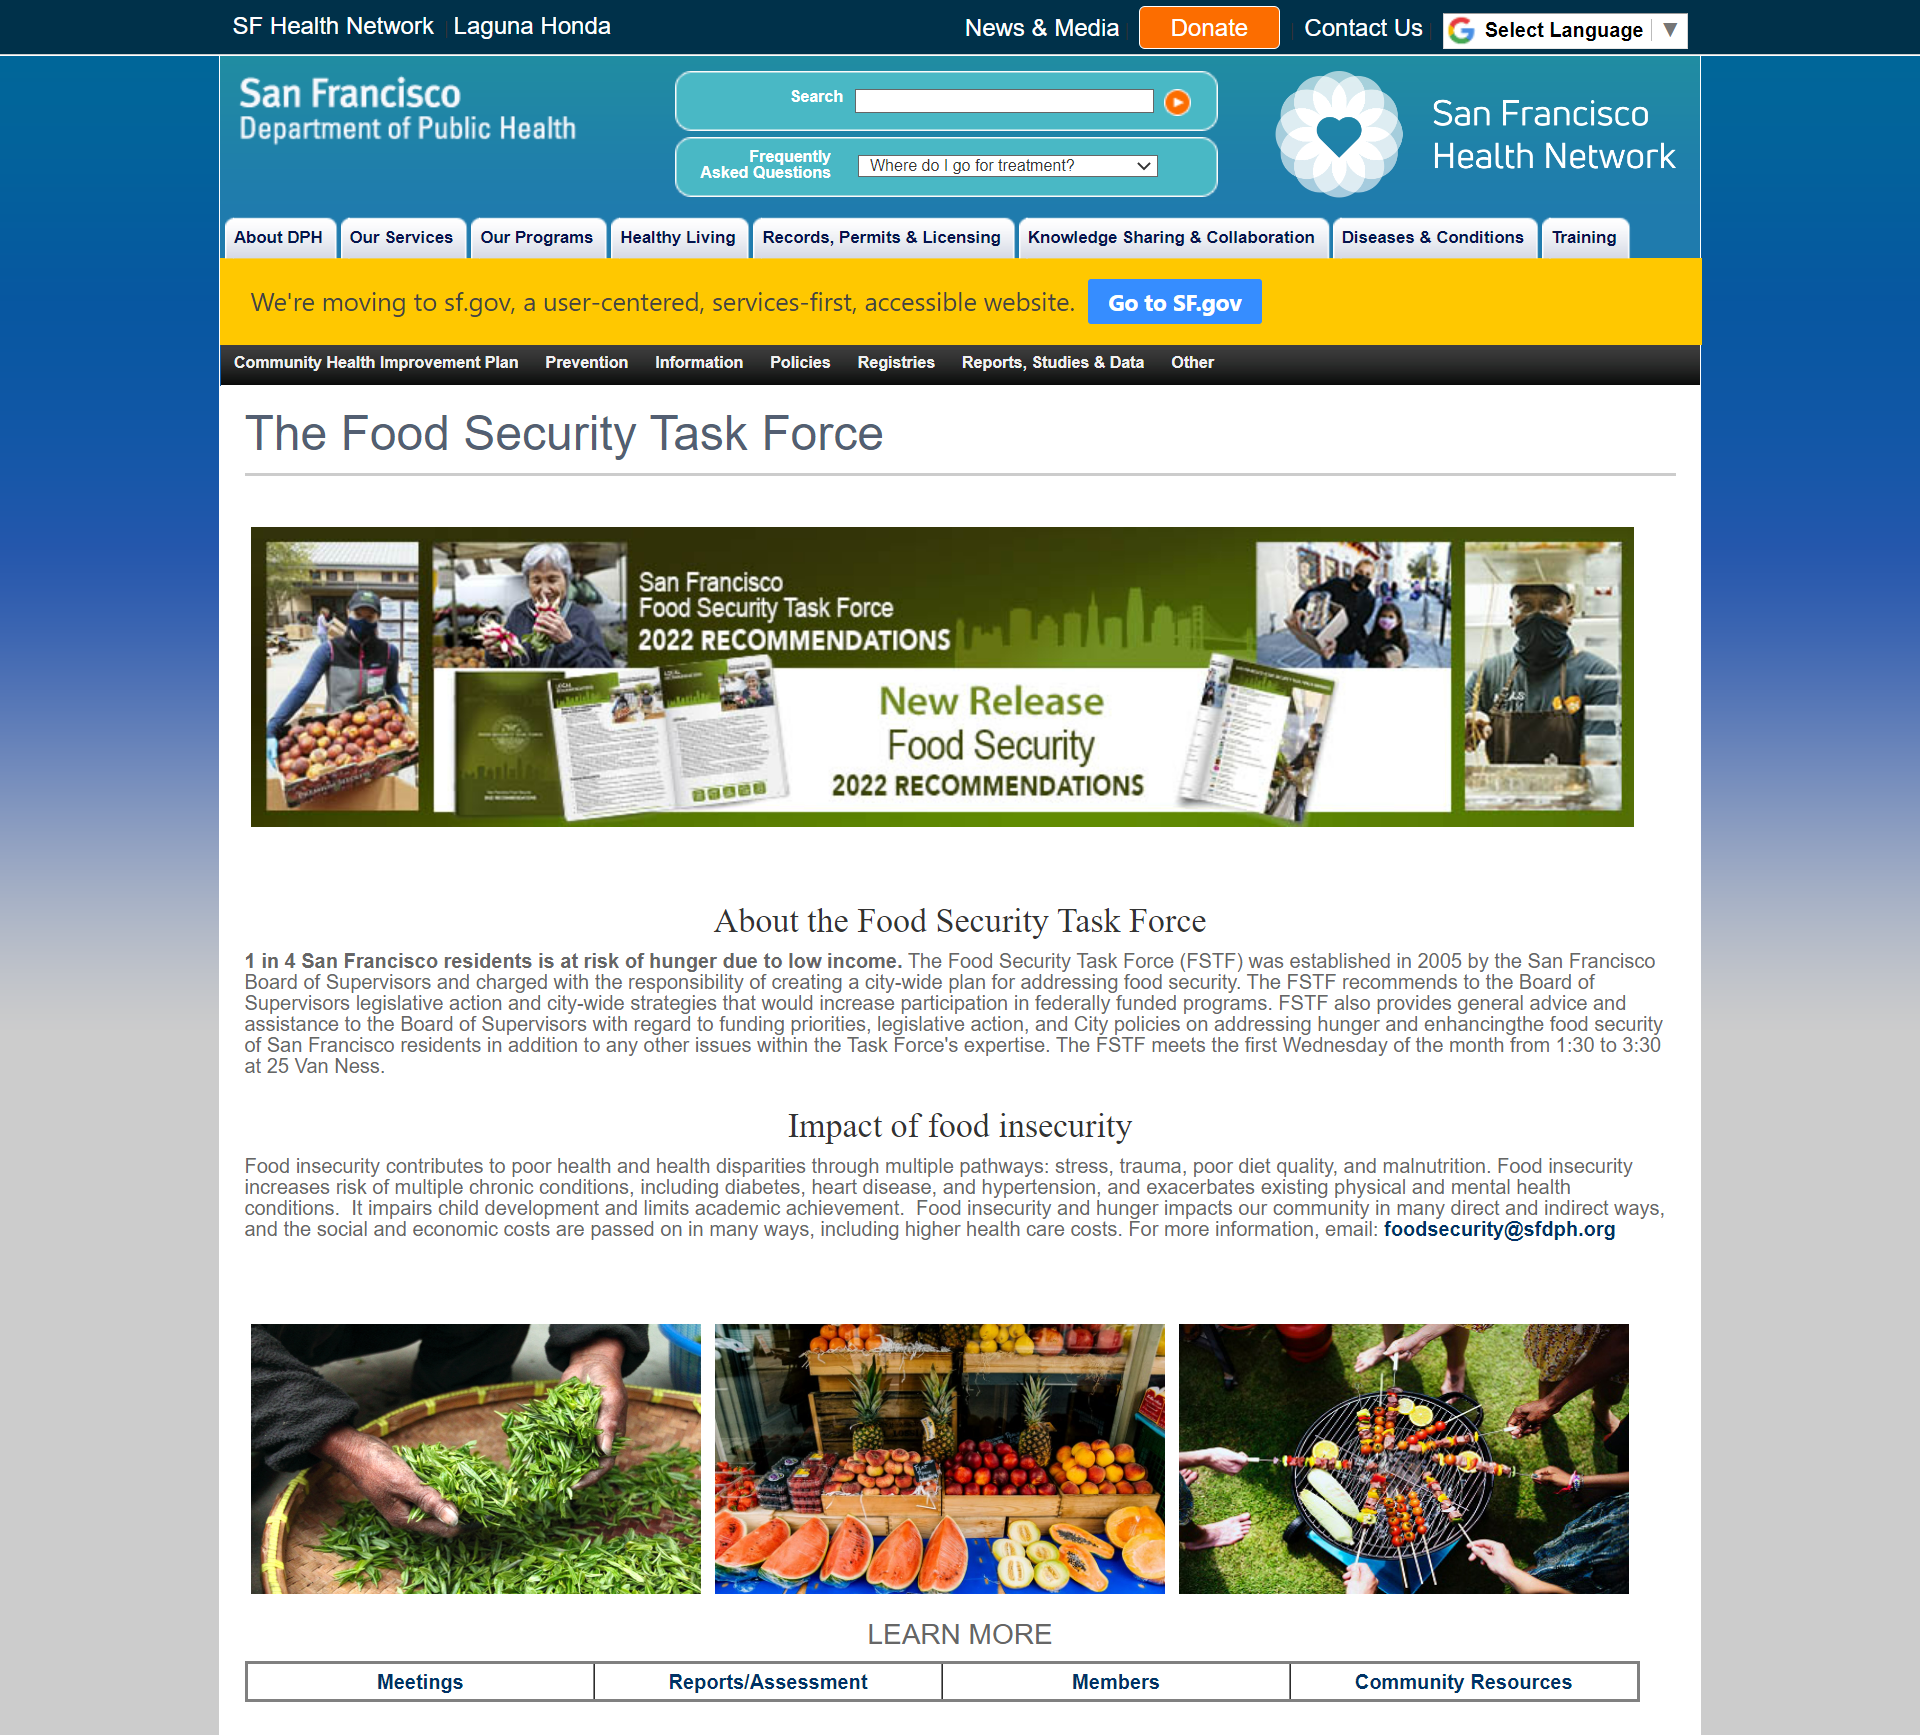 SF Health Network
Laguna Honda
News & Media
Donate
Contact Us
Select Language ▼
San Francisco
Department of Public Health
Search
Frequently
Asked Questions
Where do I go for treatment?
San Francisco
Health Network
About DPH
Our Services
Our Programs
Healthy Living
Records, Permits & Licensing
Knowledge Sharing & Collaboration
Diseases & Conditions
Training
We're moving to sf.gov, a user-centered, services-first, accessible website.
Go to SF.gov
Community Health Improvement Plan
Prevention
Information
Policies
Registries
Reports, Studies & Data
Other
The Food Security Task Force
San Francisco
Food Security Task Force
2022 RECOMMENDATIONS
New Release
Food Security
2022 RECOMMENDATIONS
About the Food Security Task Force
1 in 4 San Francisco residents is at risk of hunger due to low income. The Food Security Task Force (FSTF) was established in 2005 by the San Francisco
Board of Supervisors and charged with the responsibility of creating a city-wide plan for addressing food security. The FSTF recommends to the Board of
Supervisors legislative action and city-wide strategies that would increase participation in federally funded programs. FSTF also provides general advice and
assistance to the Board of Supervisors with regard to funding priorities, legislative action, and City policies on addressing hunger and enhancingthe food security
of San Francisco residents in addition to any other issues within the Task Force's expertise. The FSTF meets the first Wednesday of the month from 1:30 to 3:30
at 25 Van Ness.
Impact of food insecurity
Food insecurity contributes to poor health and health disparities through multiple pathways: stress, trauma, poor diet quality, and malnutrition. Food insecurity
increases risk of multiple chronic conditions, including diabetes, heart disease, and hypertension, and exacerbates existing physical and mental health
conditions.  It impairs child development and limits academic achievement.  Food insecurity and hunger impacts our community in many direct and indirect ways,
and the social and economic costs are passed on in many ways, including higher health care costs. For more information, email: foodsecurity@sfdph.org
LEARN MORE
Meetings
Reports/Assessment
Members
Community Resources